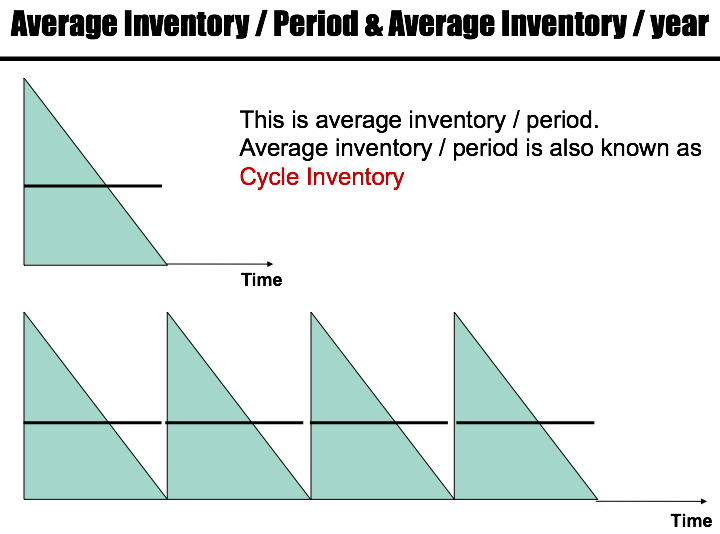 Average Inventory / Period & Average Inventory / year
This is average inventory / period.
Average inventory / period is also known as
Cycle Inventory
Time
Time